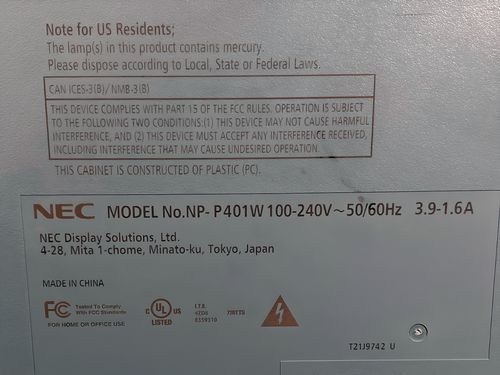 Note for US Residents;
The lamp(s) in this product contains mercury.
Please dispose according to Local, State or Federal Laws.
CAN ICES-3(B)/ NMB-3(B)
THIS DEVICE COMPLIES WITH PART 15 OF THE FCC RULES. OPERATION IS SUBJECT
TO THE FOLLOWING TWO CONDITIONS:(1) THIS DEVICE MAY NOT CAUSE HARMFUL
INTERFERENCE, AND (2) THIS DEVICE MUST ACCEPT ANY INTERFERENCE RECEIVED,
INCLUDING INTERFERENCE THAT MAY CAUSE UNDESIRED OPERATION.
THIS CABINET IS CONSTRUCTED OF PLASTIC (PC).
NEC MODEL No.NP- P401W 100-240V~50/60Hz 3.9-1.6A
NEC Display Solutions, Ltd.
4-28, Mita 1-chome, Minato-ku, Tokyo, Japan
MADE IN CHINA
FC Tested To Comply
With FCC Standards
FOR HOME OR OFFICE USE
C UL US
LISTED
I.T.E.
T21J9742 U